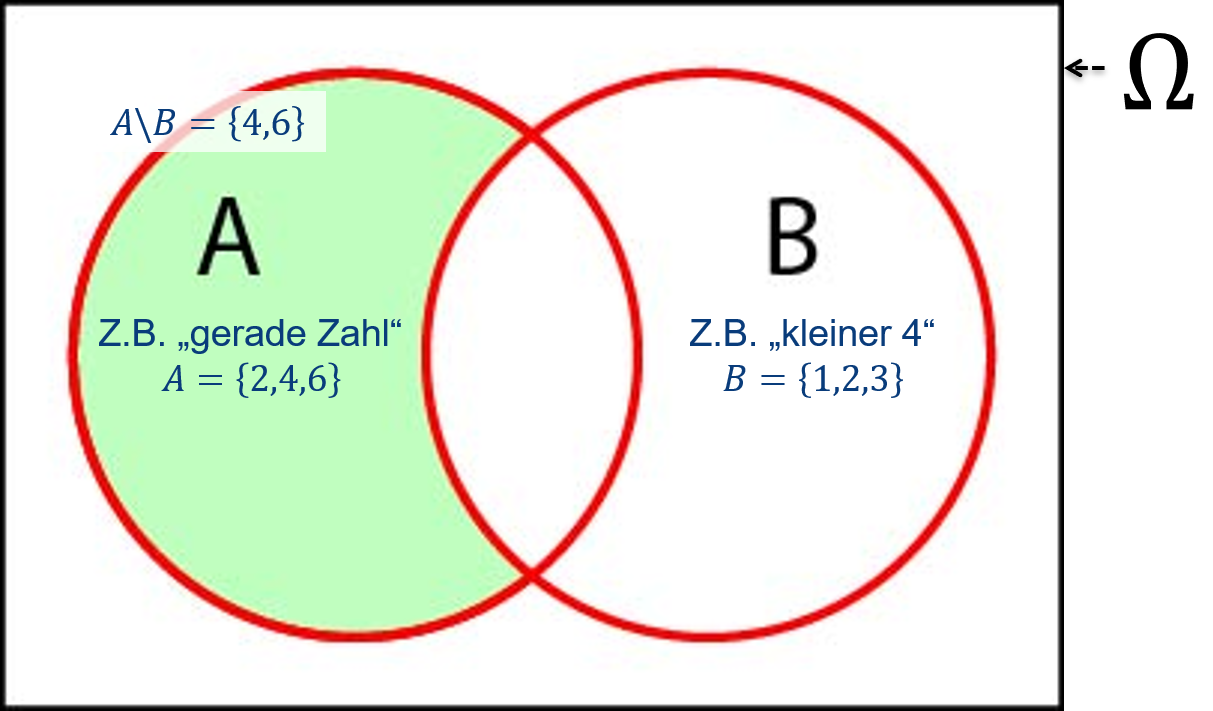 Ω
A\B = {4,6}
A
B
Z.B. „gerade Zahl“
A = {2,4,6}
Z.B. „kleiner 4“
B = {1,2,3}